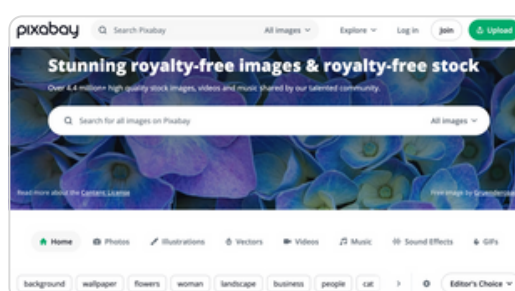 pixabay
Search Pixabay
All images
Explore
Log in
Join
Upload
Stunning royalty-free images & royalty-free stock
Over 4.4 million+ high quality stock images, videos and music shared by our talented community.
Search for all images on Pixabay
All images
Read more about the Content License
Free image by
Home
Photos
Illustrations
Vectors
Videos
Music
Sound Effects
GIFs
background
wallpaper
flowers
woman
landscape
business
people
cat
Editor's Choice